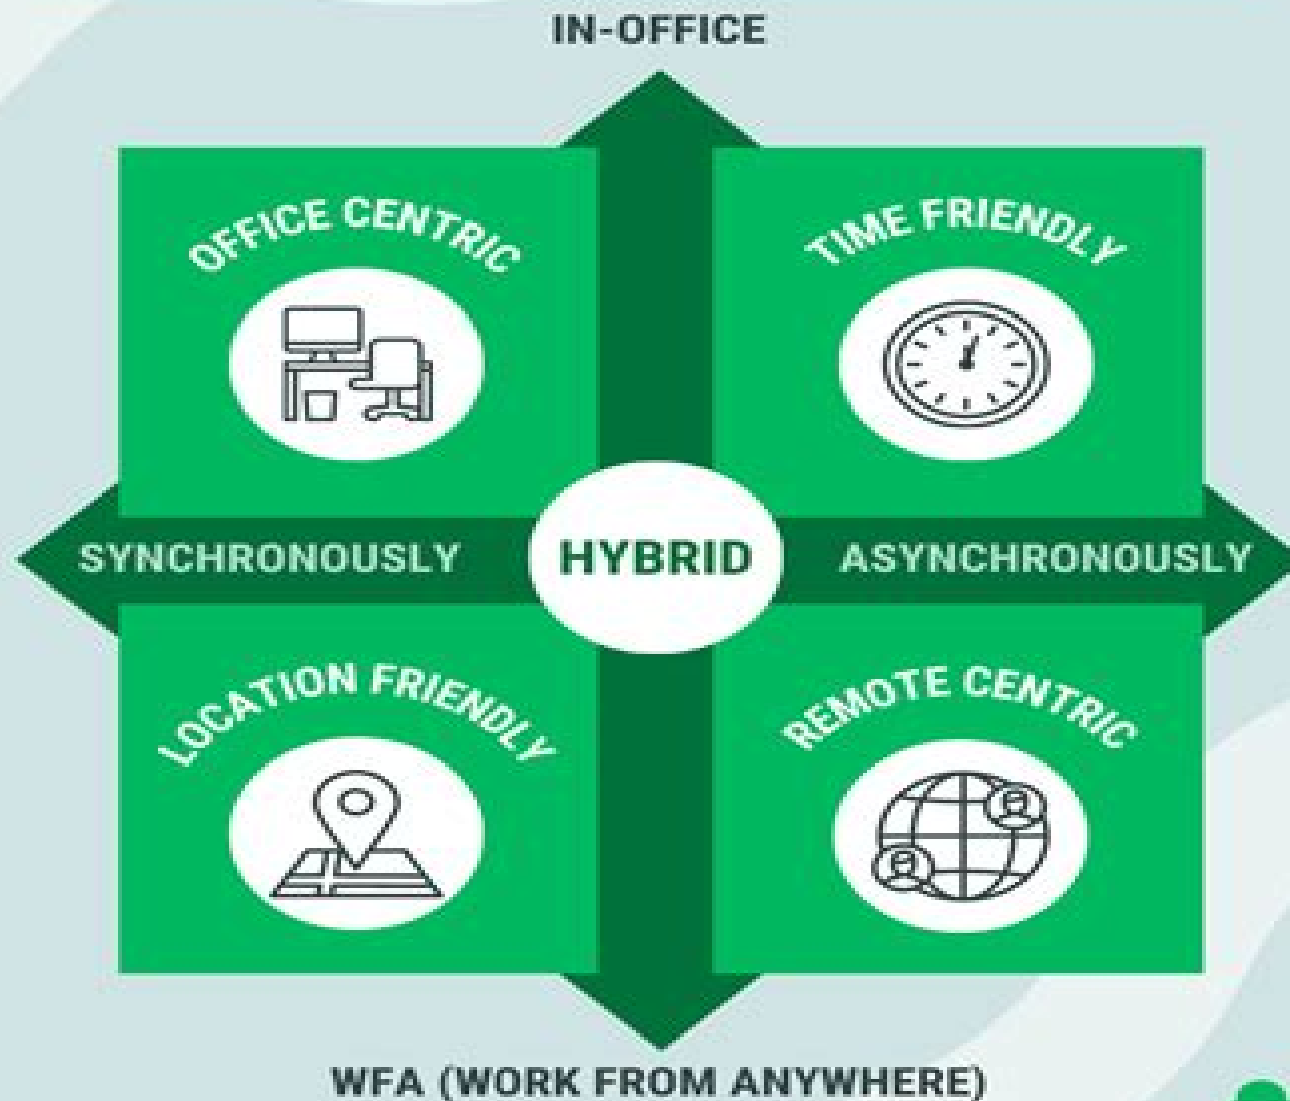 IN-OFFICE
OFFICE CENTRIC
TIME FRIENDLY
SYNCHRONOUSLY
HYBRID
ASYNCHRONOUSLY
LOCATION FRIENDLY
REMOTE CENTRIC
WFA (WORK FROM ANYWHERE)